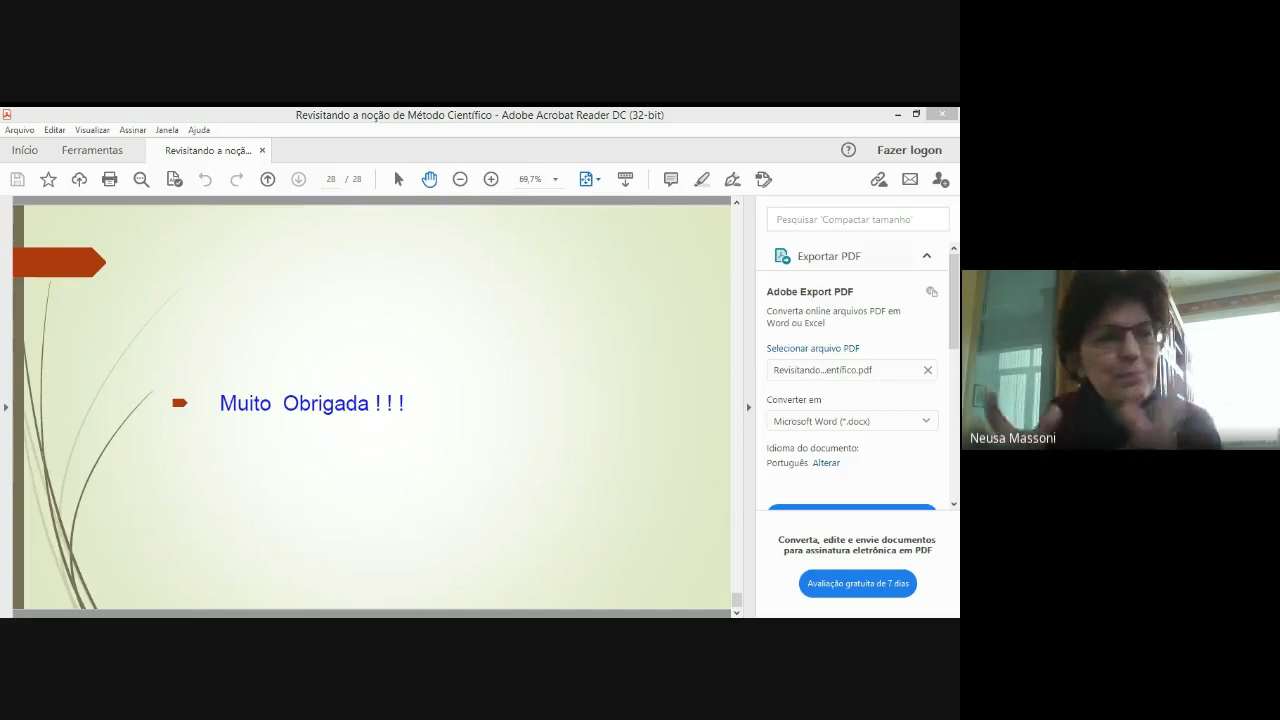 Revisitando a noção de Método Científico - Adobe Acrobat Reader DC (32-bit)
Arquivo Editar Visualizar Assinar Janela Ajuda
Início Ferramentas Revisitando a noçã... × Fazer logon
28 / 28 69,7%
Muito Obrigada ! ! !
Pesquisar 'Compactar tamanho'
Exportar PDF
Adobe Export PDF
Converta online arquivos PDF em
Word ou Excel
Selecionar arquivo PDF
Revisitando...entífico.pdf
Converter em
Microsoft Word (*.docx)
Idioma do documento:
Português Alterar
Converta, edite e envie documentos
para assinatura eletrônica em PDF
Avaliação gratuita de 7 dias
Neusa Massoni